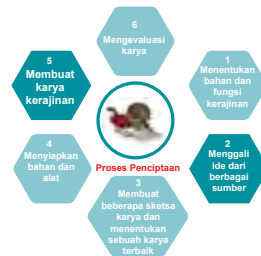 6
Mengevaluasi
karya
1
Menentukan
bahan dan
fungsi
kerajinan
2
Menggali
ide dari
berbagai
sumber
3
Membuat
beberapa sketsa
karya dan
menentukan
sebuah karya
terbaik
4
Menyiapkan
bahan dan
alat
5
Membuat
karya
kerajinan
Proses Penciptaan